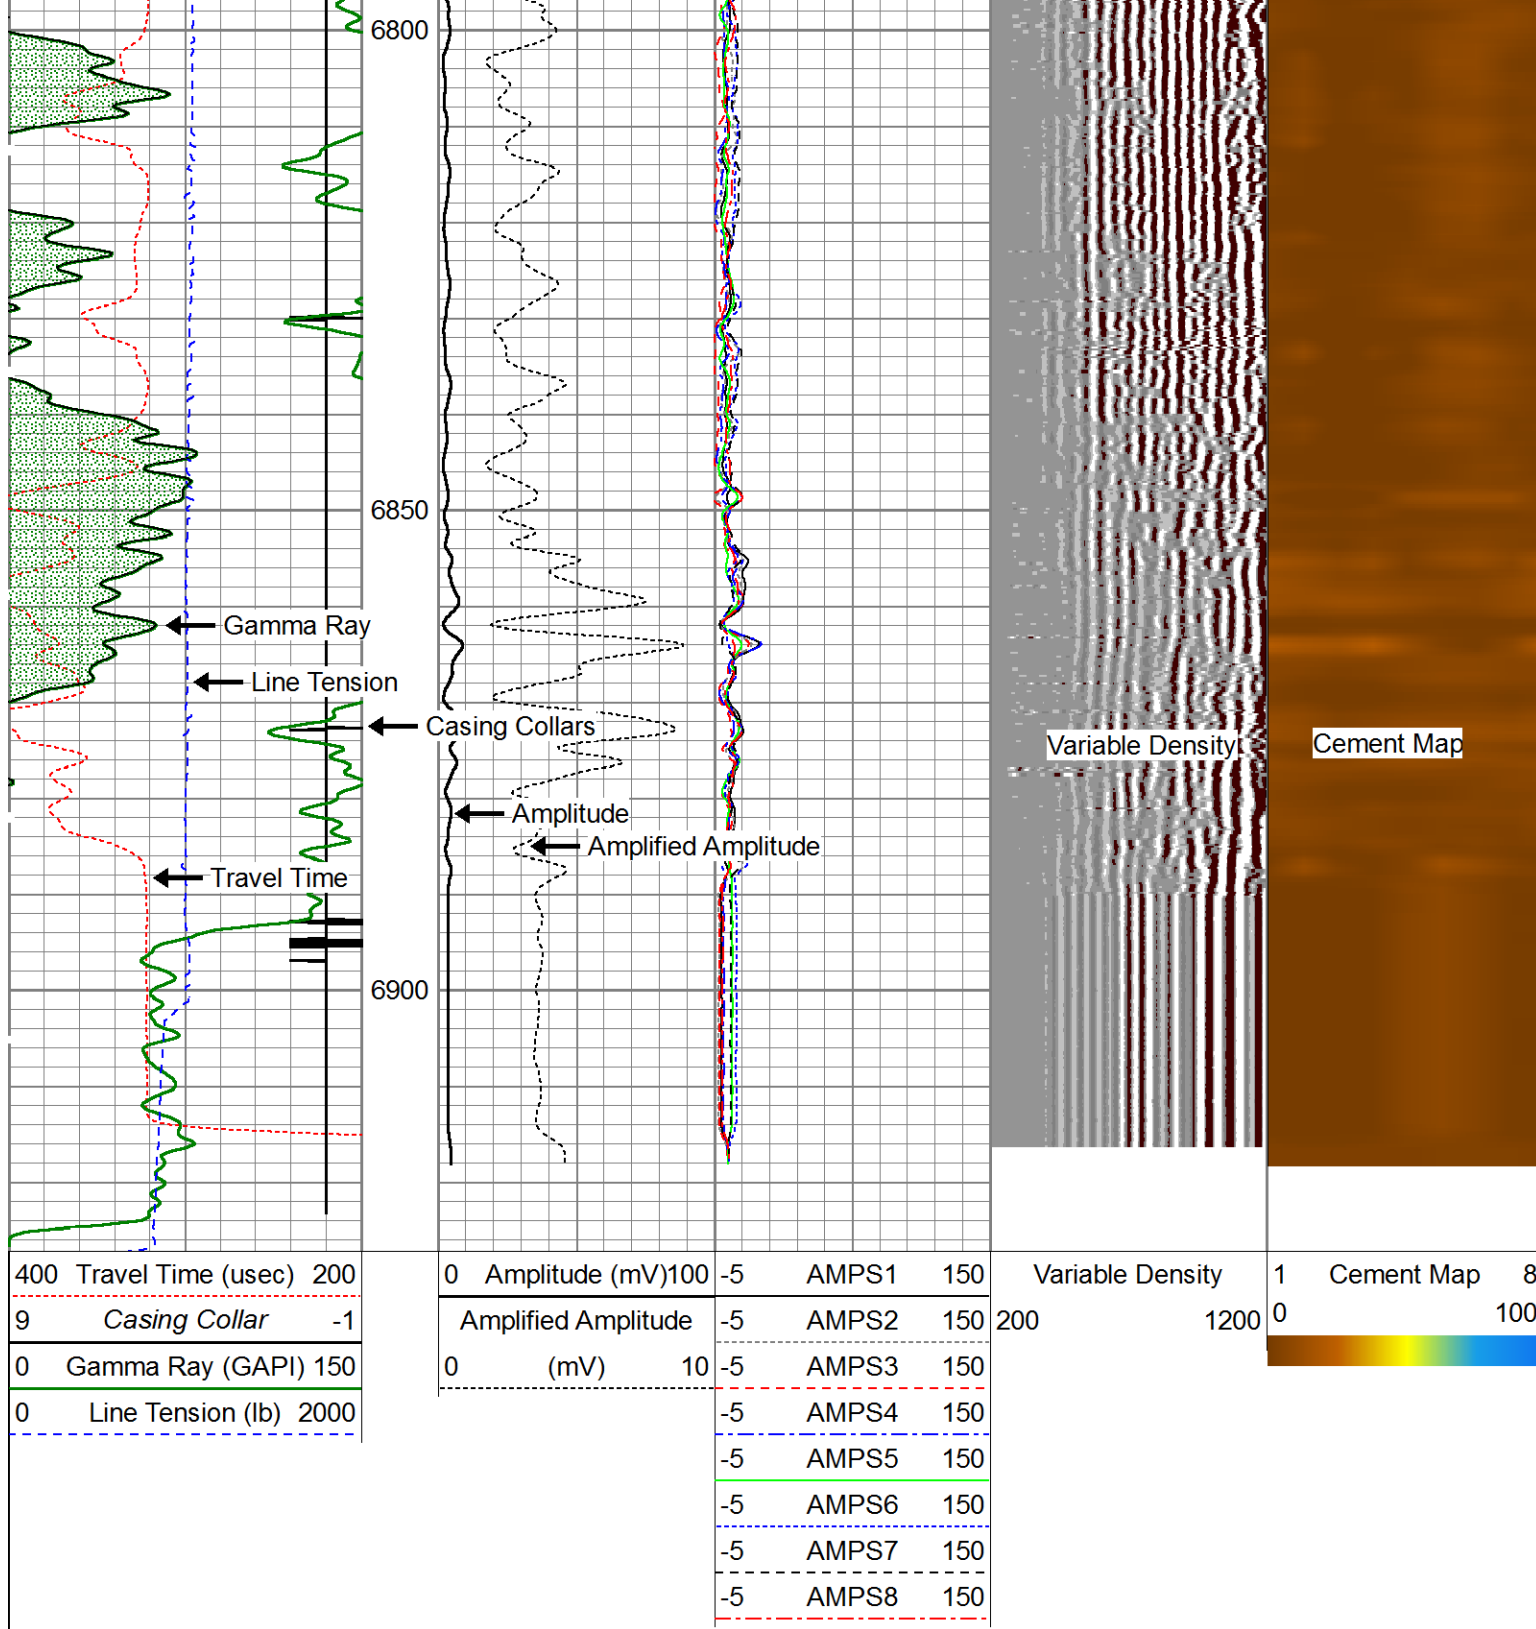 6800
6850
Gamma Ray
Line Tension
Casing Collars
Variable Density
Cement Map
Amplitude
Amplified Amplitude
Travel Time
6900
400 Travel Time (usec) 200
9 Casing Collar -1
0 Gamma Ray (GAPI) 150
0 Line Tension (lb) 2000
0 Amplitude (mV) 100
Amplified Amplitude
0 (mV) 10
-5 AMPS1 150
-5 AMPS2 150
-5 AMPS3 150
-5 AMPS4 150
-5 AMPS5 150
-5 AMPS6 150
-5 AMPS7 150
-5 AMPS8 150
Variable Density
200 1200
1 Cement Map 8
0 100